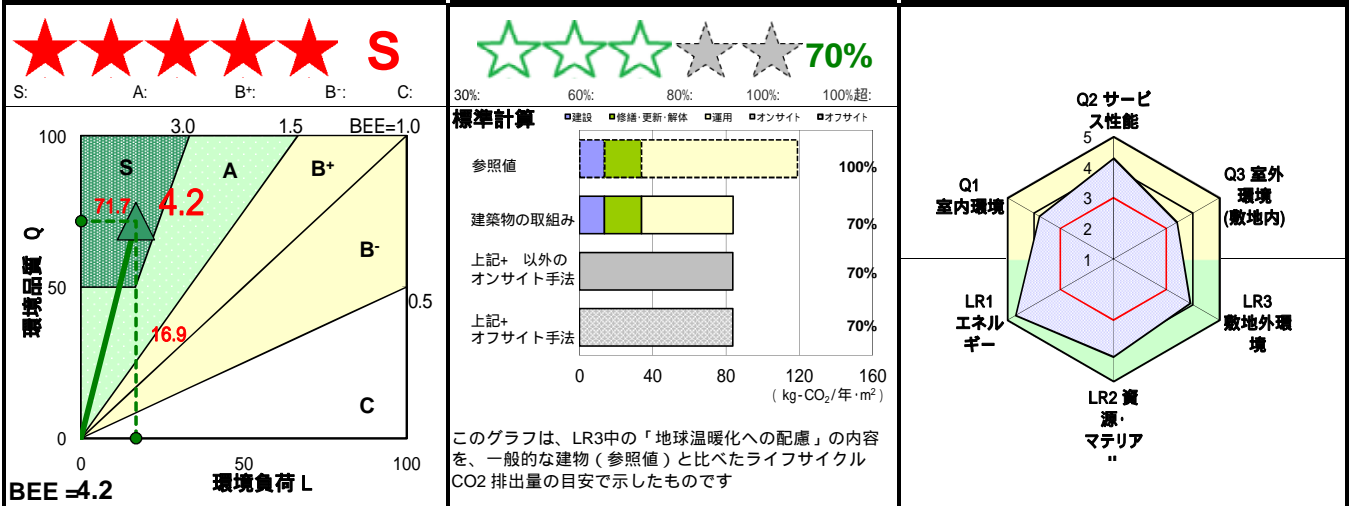 S
S: A: B+: B-: C:
3.0 1.5 BEE=1.0
100
S
A
B+
71.7
4.2
B-
50
0.5
16.9
C
0
0 50 100
環境品質 Q
環境負荷 L
BEE =4.2
70%
30%: 60%: 80%: 100%: 100%超:
標準計算
建設 修繕・更新・解体 運用 オンサイト オフサイト
参照値 100%
建築物の取組み 70%
上記+ 以外の
オンサイト手法 70%
上記+
オフサイト手法 70%
0 40 80 120 160
( kg-CO2/年·m2 )
このグラフは、LR3中の「地球温暖化への配慮」の内容
を、一般的な建物(参照値)と比べたライフサイクル
CO2 排出量の目安で示したものです
Q2 サービ
ス性能
5
4
3
2
1
Q1
室内環境
Q3 室外
環境
(敷地内)
LR1
エネル
ギー
LR3
敷地外環
境
LR2 資
源・
マテリア